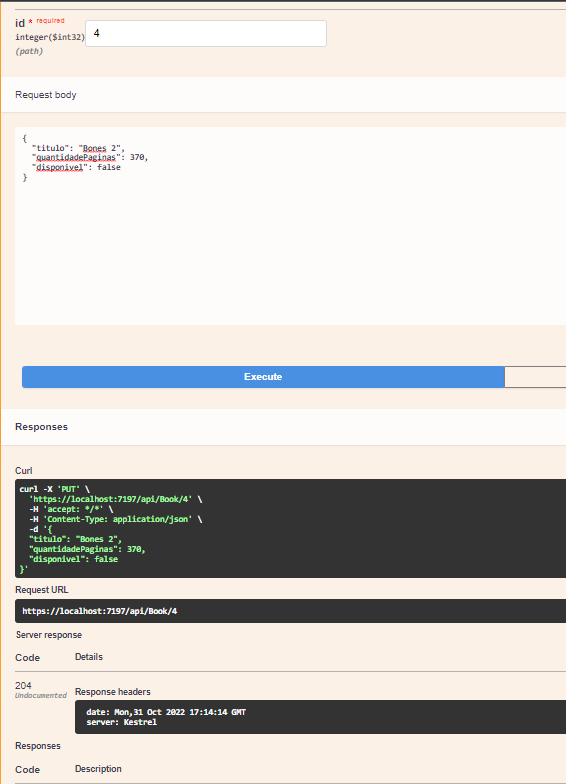 id * required
integer($int32)
4
(path)
Request body
{
"titulo": "Bones 2",
"quantidadePaginas": 370,
"disponivel": false
}
Execute
Responses
Curl
curl -X 'PUT' \
'https://localhost:7197/api/Book/4' \
-H 'accept: */*' \
-H 'Content-Type: application/json' \
-d '{
"titulo": "Bones 2",
"quantidadePaginas": 370,
"disponivel": false
}'
Request URL
https://localhost:7197/api/Book/4
Server response
Code Details
204
Undocumented
Response headers
date: Mon,31 Oct 2022 17:14:14 GMT
server: Kestrel
Responses
Code Description